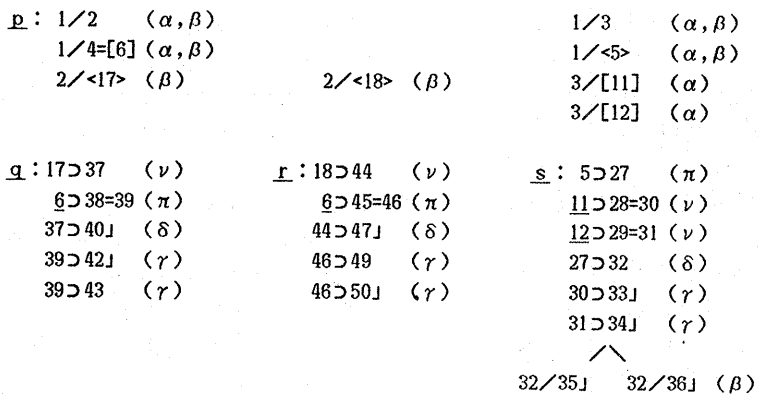 p: 1／2 (α,β) 1／3 (α,β)
1／4=[6] (α,β) 1／<5> (α,β)
2／<17> (β) 2／<18> (β) 3／[11] (α)
3／[12] (α)
q:17⊃37 (ν) r:18⊃44 (ν) s: 5⊃27 (π)
6⊃38=39 (π) 6⊃45=46 (π) 11⊃28=30 (ν)
37⊃40」 (δ) 44⊃47」 (δ) 12⊃29=31 (ν)
39⊃42」 (γ) 46⊃49 (γ) 27⊃32 (δ)
39⊃43 (γ) 46⊃50」 (γ) 30⊃33」 (γ)
31⊃34」 (γ)
32／35」 32／36」 (β)